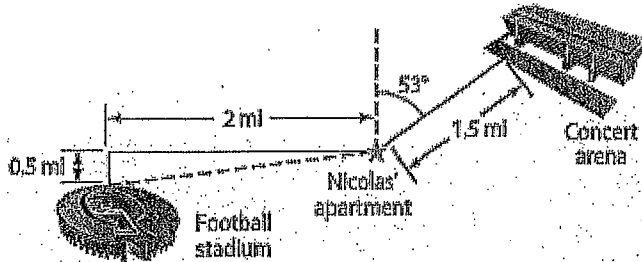 53°
2 mi
1,5 mi
Concert
arena
0,5 mi
Nicolas'
apartment
Football
stadium